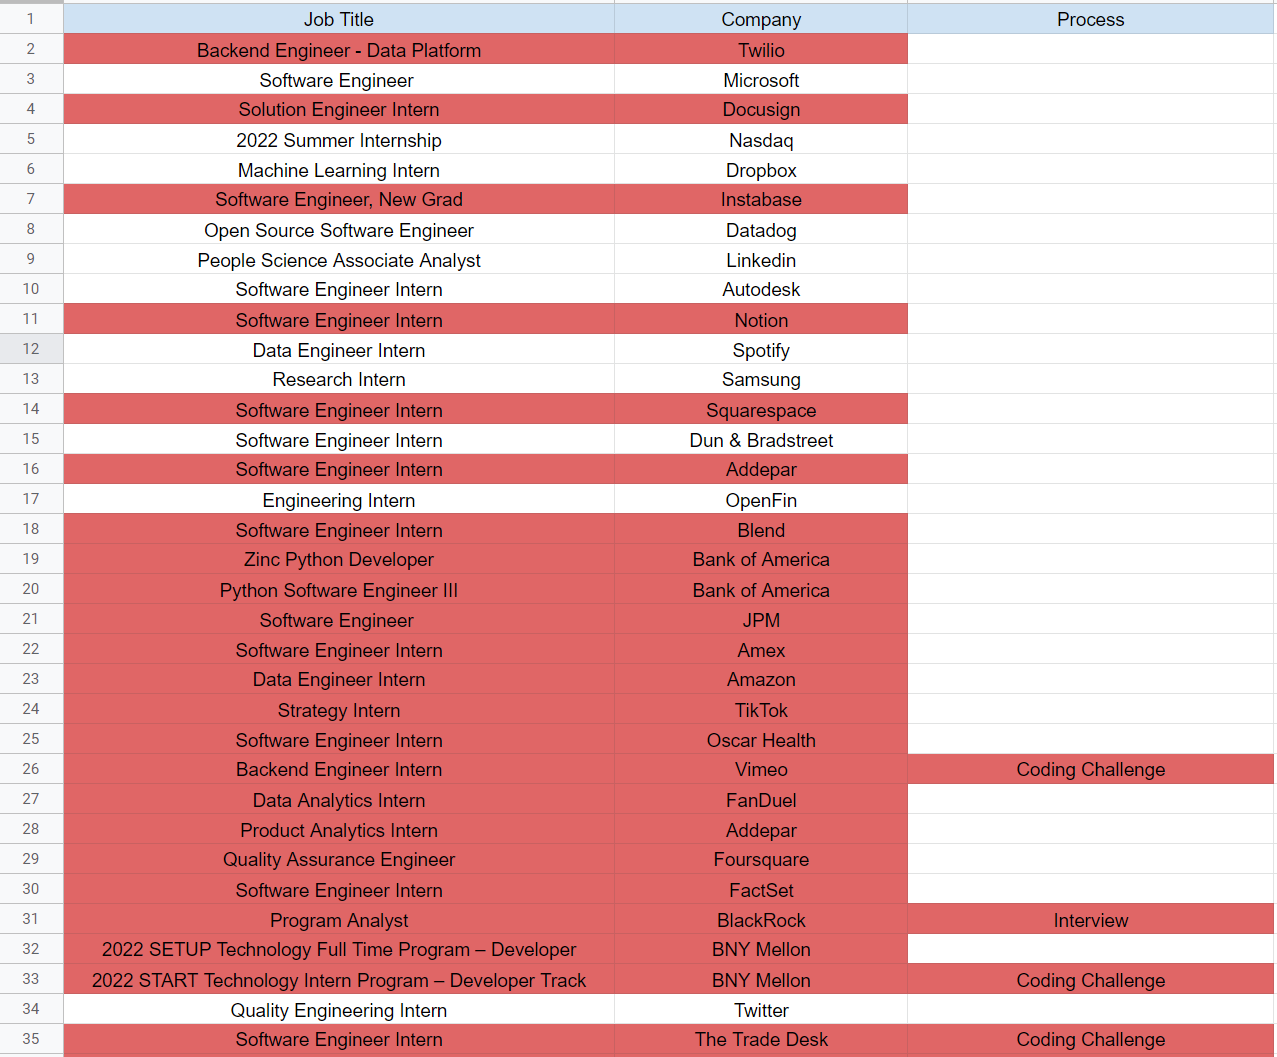 1 Job Title Company Process
2 Backend Engineer - Data Platform Twilio
3 Software Engineer Microsoft
4 Solution Engineer Intern Docusign
5 2022 Summer Internship Nasdaq
6 Machine Learning Intern Dropbox
7 Software Engineer, New Grad Instabase
8 Open Source Software Engineer Datadog
9 People Science Associate Analyst Linkedin
10 Software Engineer Intern Autodesk
11 Software Engineer Intern Notion
12 Data Engineer Intern Spotify
13 Research Intern Samsung
14 Software Engineer Intern Squarespace
15 Software Engineer Intern Dun & Bradstreet
16 Software Engineer Intern Addepar
17 Engineering Intern OpenFin
18 Software Engineer Intern Blend
19 Zinc Python Developer Bank of America
20 Python Software Engineer III Bank of America
21 Software Engineer JPM
22 Software Engineer Intern Amex
23 Data Engineer Intern Amazon
24 Strategy Intern TikTok
25 Software Engineer Intern Oscar Health
26 Backend Engineer Intern Vimeo Coding Challenge
27 Data Analytics Intern FanDuel
28 Product Analytics Intern Addepar
29 Quality Assurance Engineer Foursquare
30 Software Engineer Intern FactSet
31 Program Analyst BlackRock Interview
32 2022 SETUP Technology Full Time Program – Developer BNY Mellon
33 2022 START Technology Intern Program – Developer Track BNY Mellon Coding Challenge
34 Quality Engineering Intern Twitter
35 Software Engineer Intern The Trade Desk Coding Challenge